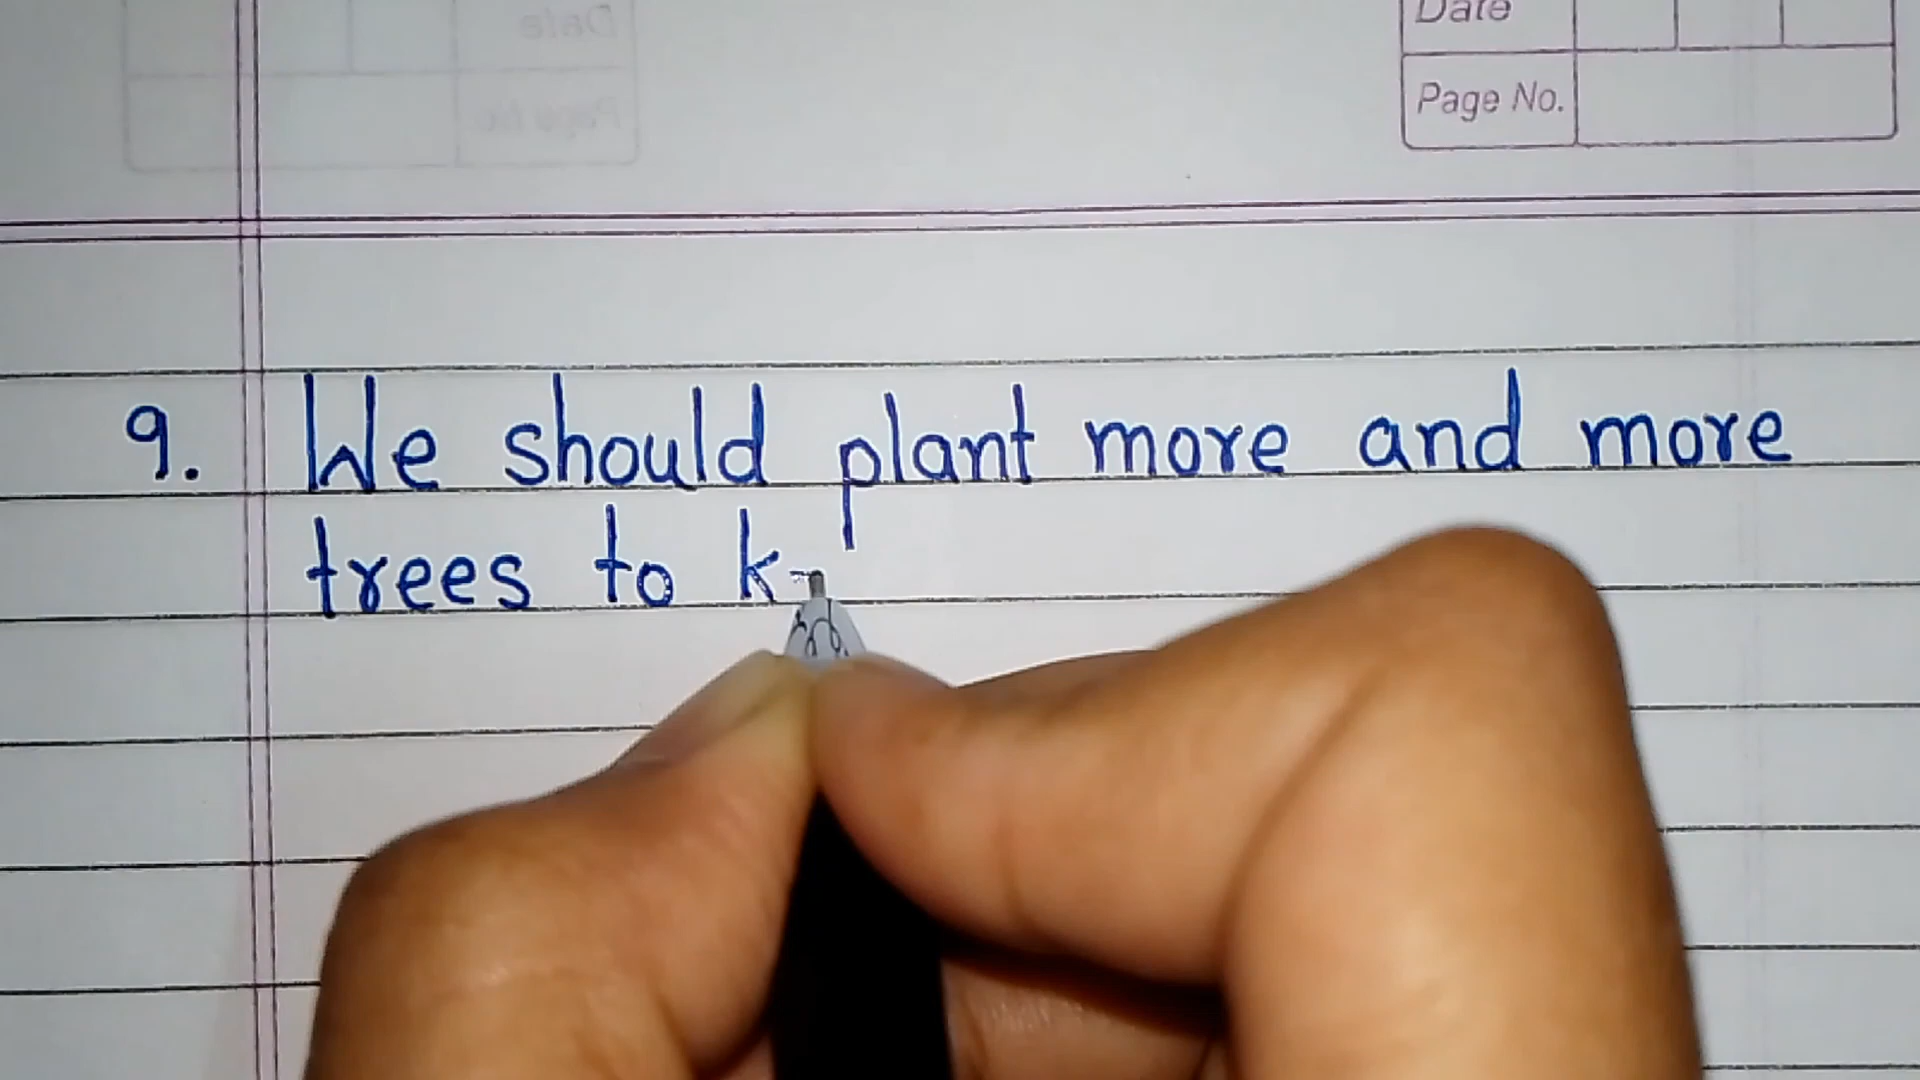 Date
Page No.
9. We should plant more and more
trees to k